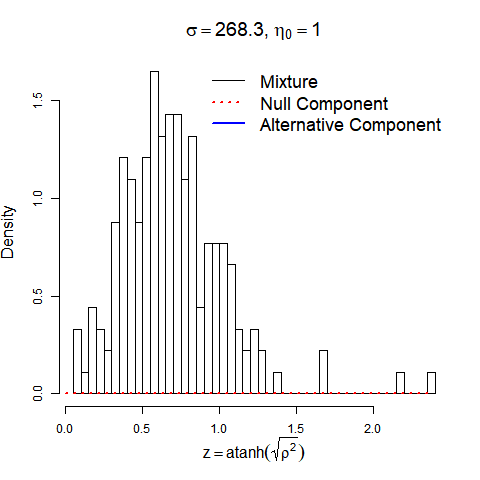 σ = 268.3, η₀ = 1
Mixture
Null Component
Alternative Component
Density
0.0 0.5 1.0 1.5
0.0 0.5 1.0 1.5 2.0
z = atanh(√ρ²)